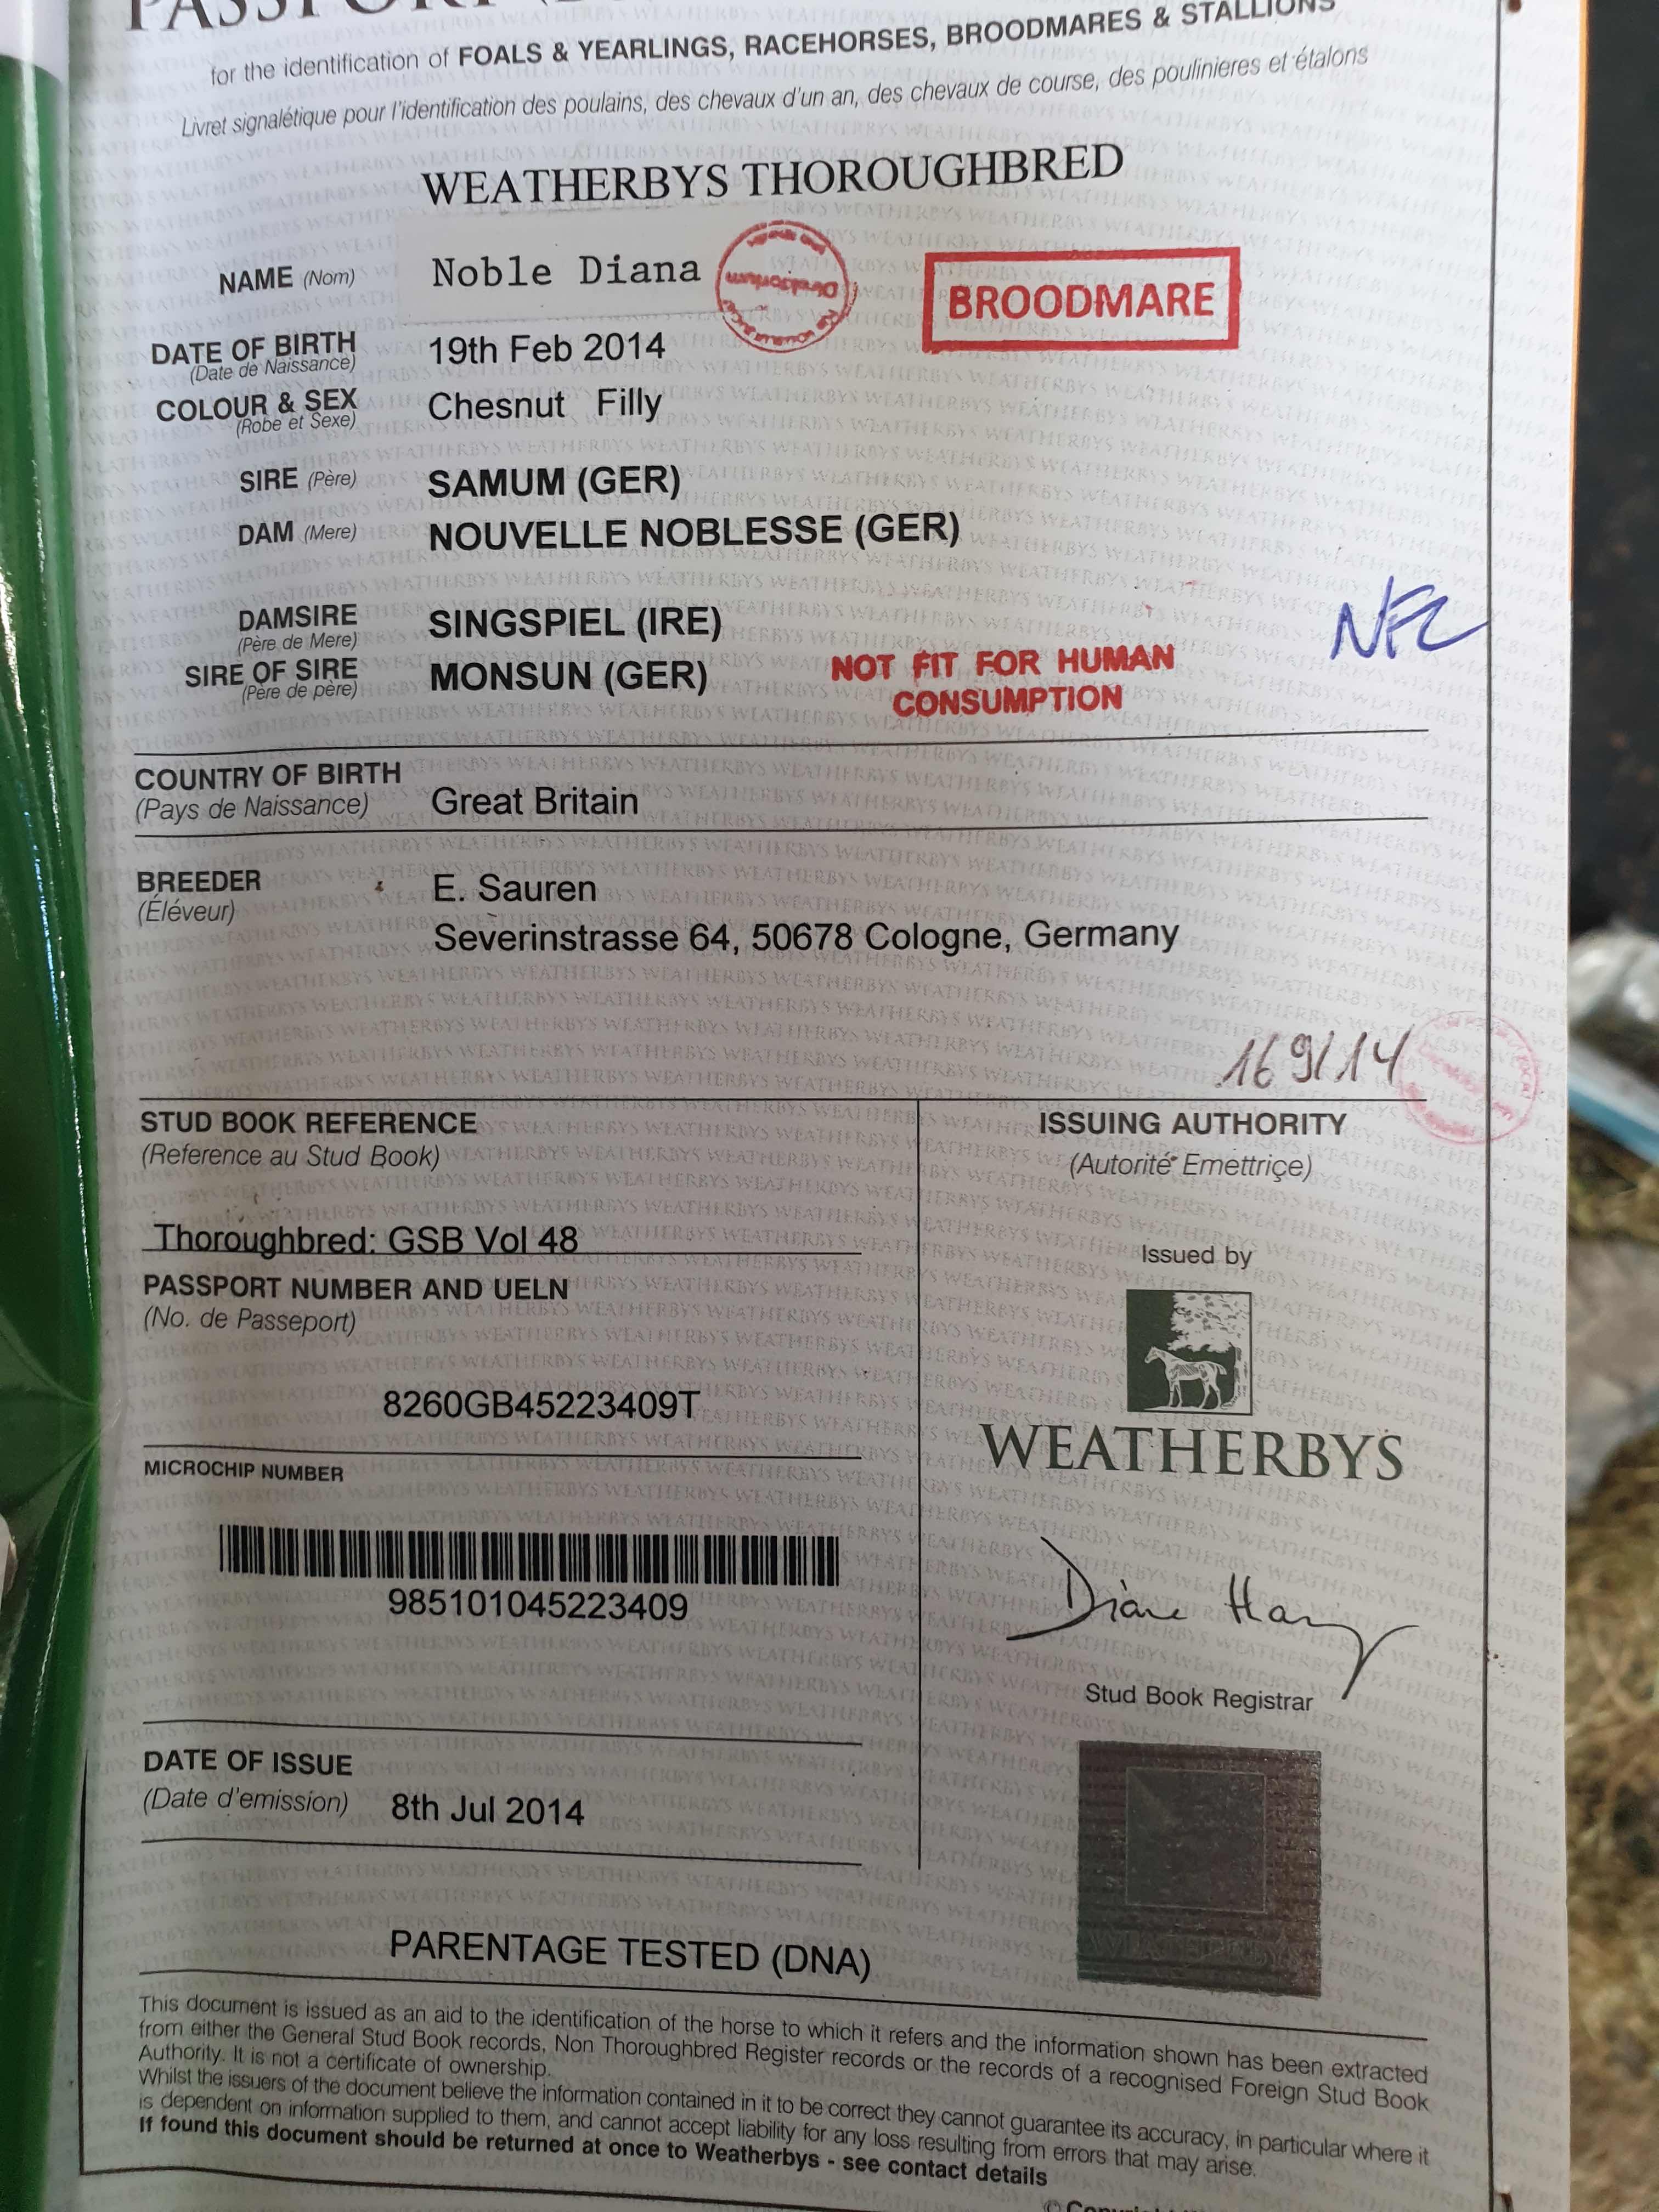 for the identification of FOALS & YEARLINGS, RACEHORSES, BROODMARES & STALLIONS
Livret signalétique pour l'identification des poulains, des chevaux d'un an, des chevaux de course, des poulinieres et étalons
WEATHERBYS THOROUGHBRED
NAME (Nom) Noble Diana
BROODMARE
DATE OF BIRTH 19th Feb 2014
(Date de Naissance)
COLOUR & SEX Chesnut Filly
(Robe et Sexe)
SIRE (Père) SAMUM (GER)
DAM (Mere) NOUVELLE NOBLESSE (GER)
NFC
DAMSIRE SINGSPIEL (IRE)
(Père de Mere)
SIRE OF SIRE MONSUN (GER)
(Père de père)
NOT FIT FOR HUMAN
CONSUMPTION
COUNTRY OF BIRTH
(Pays de Naissance) Great Britain
BREEDER E. Sauren
(Éléveur)
Severinstrasse 64, 50678 Cologne, Germany
169/14
STUD BOOK REFERENCE
(Reference au Stud Book)
Thoroughbred: GSB Vol 48
PASSPORT NUMBER AND UELN
(No. de Passeport)
8260GB45223409T
MICROCHIP NUMBER
985101045223409
DATE OF ISSUE
(Date d'emission) 8th Jul 2014
ISSUING AUTHORITY
(Autorité Emettriçe)
Issued by
WEATHERBYS
Stud Book Registrar
PARENTAGE TESTED (DNA)
This document is issued as an aid to the identification of the horse to which it refers and the information shown has been extracted
from either the General Stud Book records, Non Thoroughbred Register records or the records of a recognised Foreign Stud Book
Authority. It is not a certificate of ownership.
Whilst the issuers of the document believe the information contained in it to be correct they cannot guarantee its accuracy, in particular where it
is dependent on information supplied to them, and cannot accept liability for any loss resulting from errors that may arise.
If found this document should be returned at once to Weatherbys - see contact details